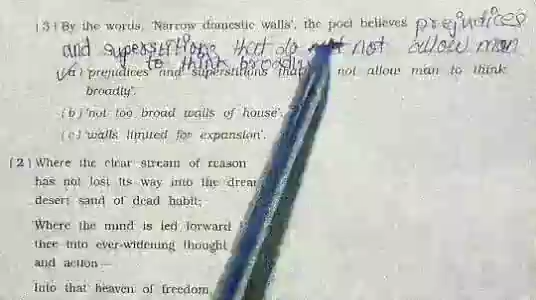 (3) By the words, 'Narrow domestic walls', the poet believes prejudices
and superstitions that do not allow man
to think broadly
(a) 'prejudices and superstitions that not allow man to think
broadly'.
(b) 'not too broad walls of house'.
(c) 'walls limited for expansion'.
(2) Where the clear stream of reason
has not lost its way into the drear
desert sand of dead habit;
Where the mind is led forward
thee into ever-widening thought
and action —
Into that heaven of freedom,